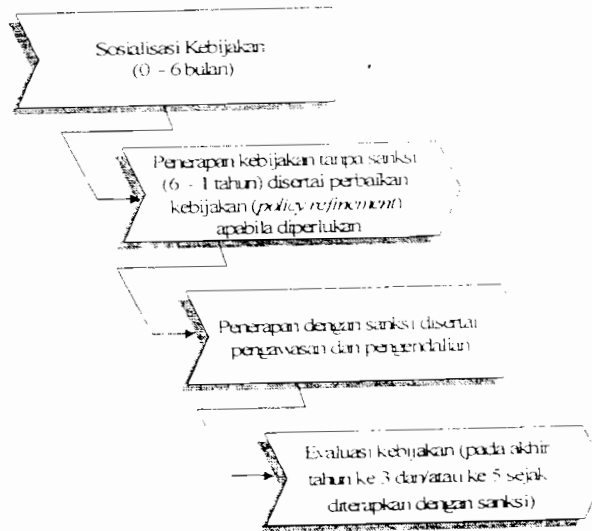 Sosialisasi Kebijakan
(0 - 6 bulan)
Penerapan kebijakan tanpa sanksi
(6 - 1 tahun) disertai perbaikan
kebijakan (policy refinement)
apabila diperlukan
Penerapan dengan sanksi disertai
pengawasan dan pengendalian
Evaluasi kebijakan (pada akhir
tahun ke 3 dan/atau ke 5 sejak
diterapkan dengan sanksi)